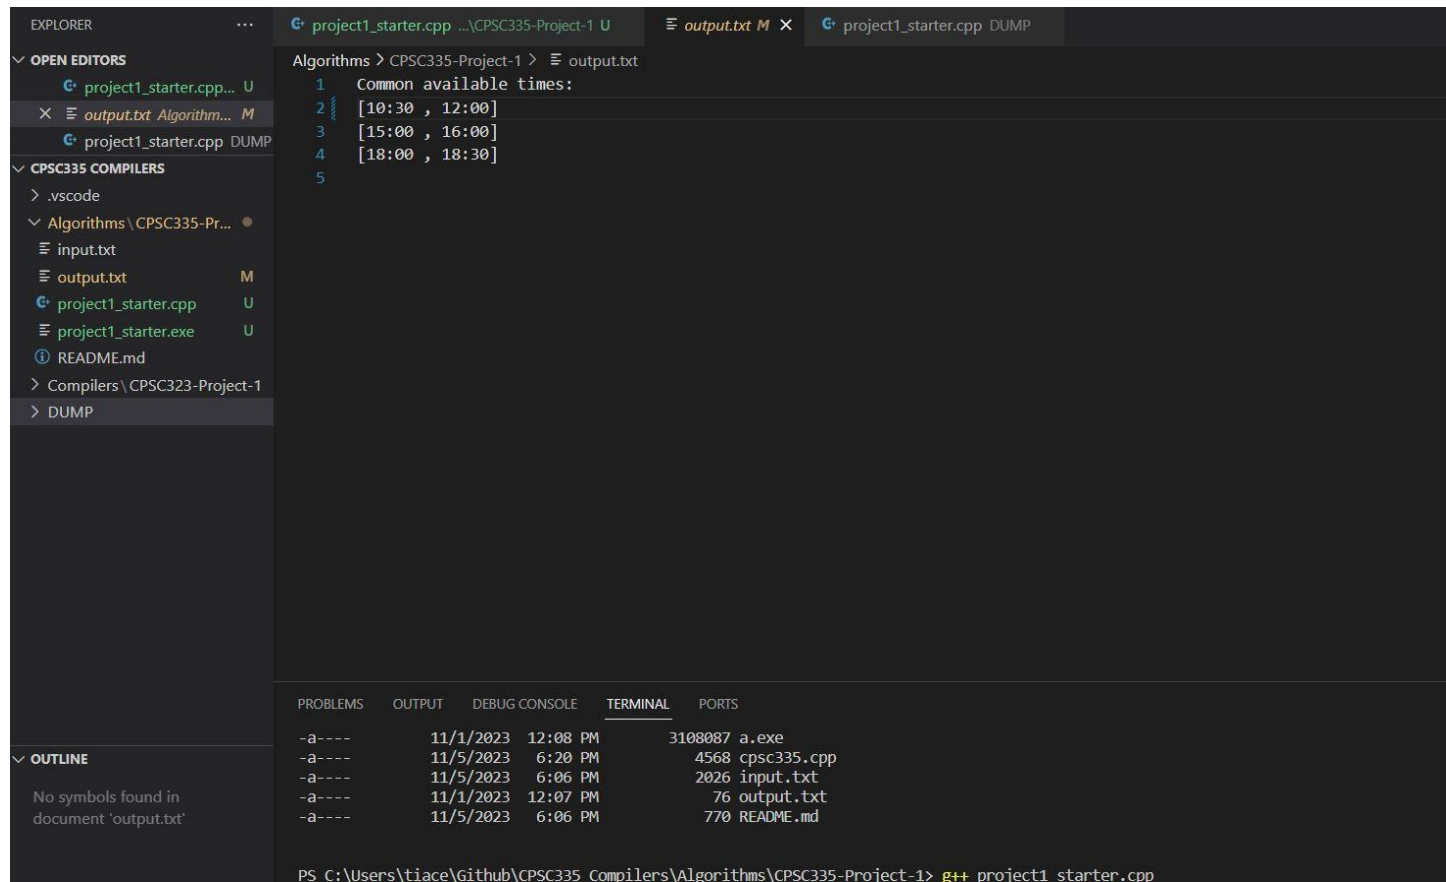 EXPLORER ...
OPEN EDITORS
project1_starter.cpp... U
output.txt Algorithm... M
project1_starter.cpp DUMP
CPSC335 COMPILERS
.vscode
Algorithms\CPSC335-Pr...
input.txt
output.txt M
project1_starter.cpp U
project1_starter.exe U
README.md
Compilers\CPSC323-Project-1
DUMP
OUTLINE
No symbols found in
document 'output.txt'
project1_starter.cpp ...\CPSC335-Project-1 U output.txt M project1_starter.cpp DUMP
Algorithms > CPSC335-Project-1 > output.txt
1 Common available times:
2 [10:30 , 12:00]
3 [15:00 , 16:00]
4 [18:00 , 18:30]
5
PROBLEMS OUTPUT DEBUG CONSOLE TERMINAL PORTS
-a---- 11/1/2023 12:08 PM 3108087 a.exe
-a---- 11/5/2023 6:20 PM 4568 cpsc335.cpp
-a---- 11/5/2023 6:06 PM 2026 input.txt
-a---- 11/1/2023 12:07 PM 76 output.txt
-a---- 11/5/2023 6:06 PM 770 README.md
PS C:\Users\tiace\Github\CPSC335 Compilers\Algorithms\CPSC335-Project-1> g++ project1_starter.cpp